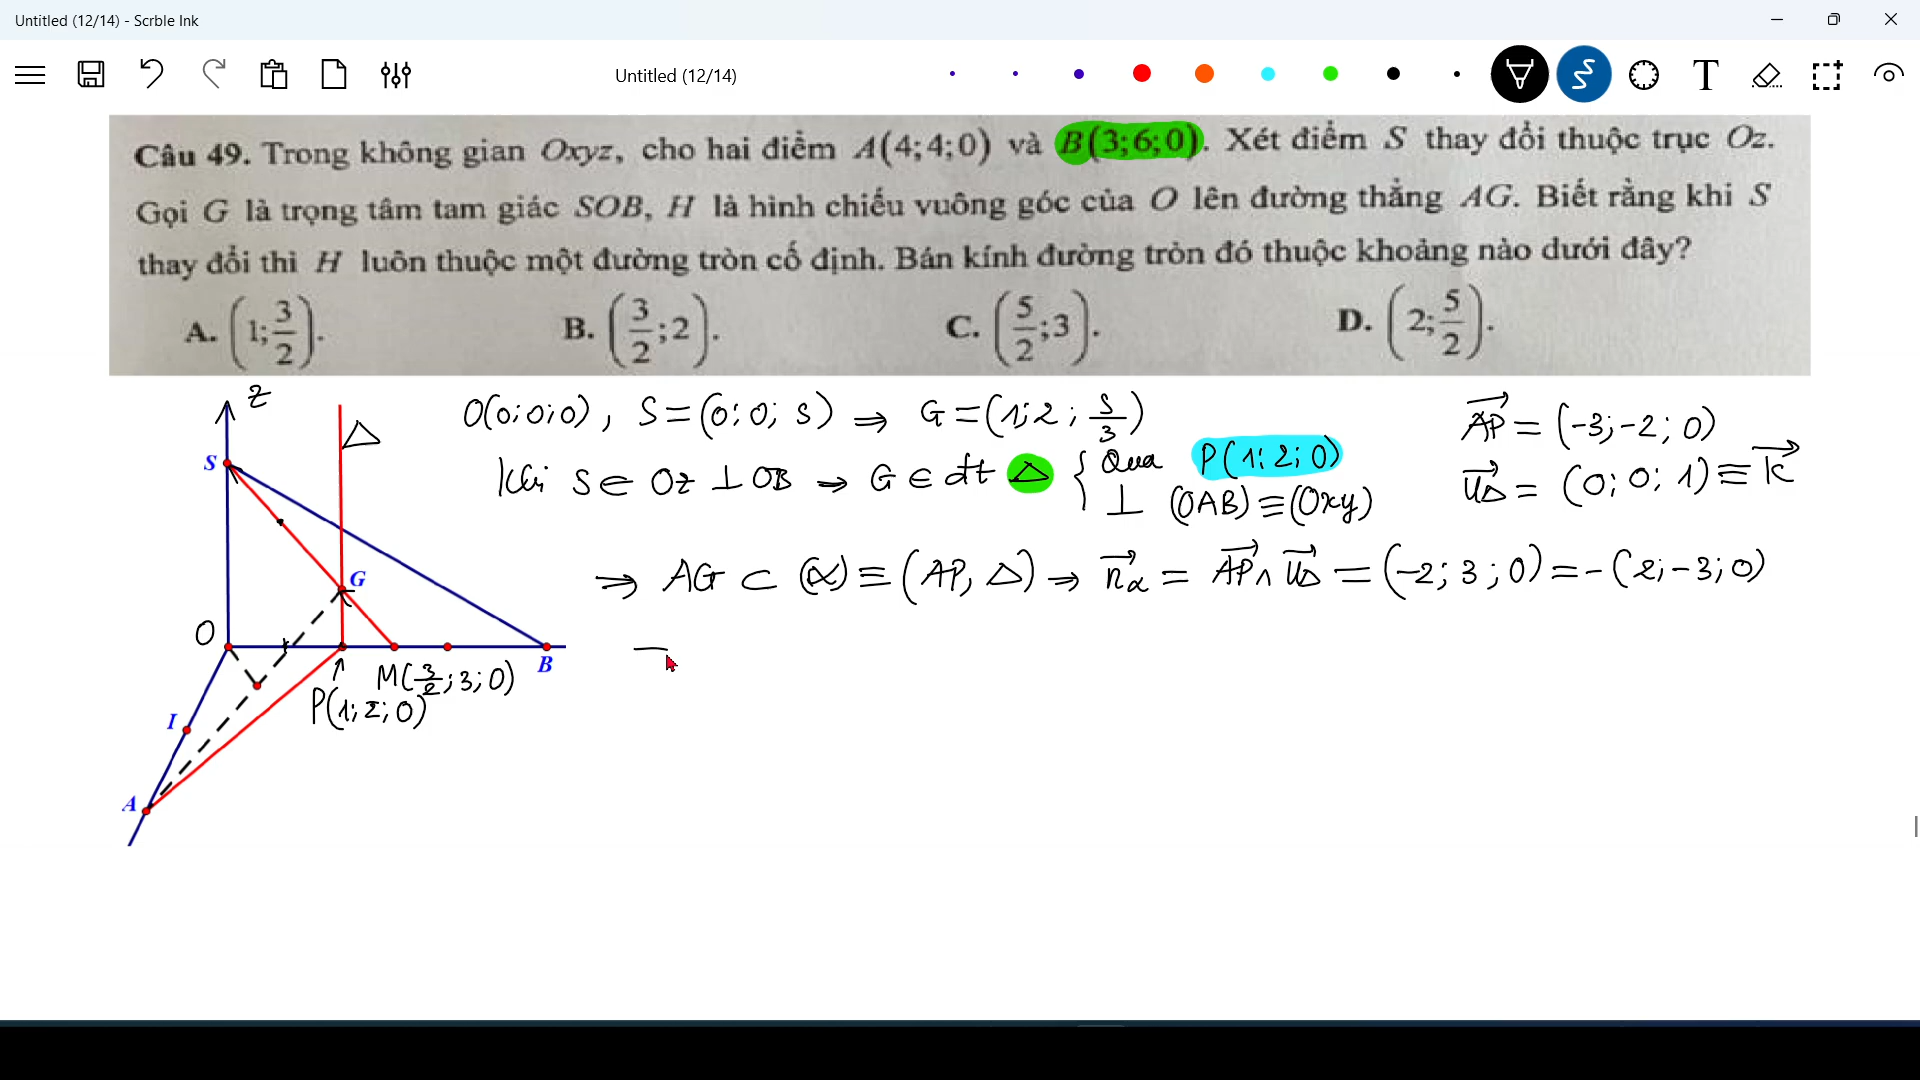 Untitled (12/14) - Scrble Ink
Untitled (12/14)
T
Câu 49. Trong không gian Oxyz, cho hai điểm A(4;4;0) và B(3;6;0). Xét điểm S thay đổi thuộc trục Oz.
Gọi G là trọng tâm tam giác SOB, H là hình chiếu vuông góc của O lên đường thẳng AG. Biết rằng khi S
thay đổi thì H luôn thuộc một đường tròn cố định. Bán kính đường tròn đó thuộc khoảng nào dưới đây?
A. (1; 3/2). B. (3/2; 2). C. (5/2; 3). D. (2; 5/2).
z
Δ
S
G
O
B
M(3/2; 3; 0)
P(1; 2; 0)
I
A
O(0;0;0), S=(0;0;s) ⇒ G=(1;2; s/3)
Khi S∈ Oz ⊥ OB ⇒ G ∈ đt Δ { Qua P(1;2;0)
⊥ (OAB)≡(Oxy)
AP = (-3;-2;0)
uΔ = (0;0;1)≡k
⇒ AG ⊂ (α)≡(AP, Δ) ⇒ nα = AP∧uΔ = (-2;3;0)=-(2;-3;0)